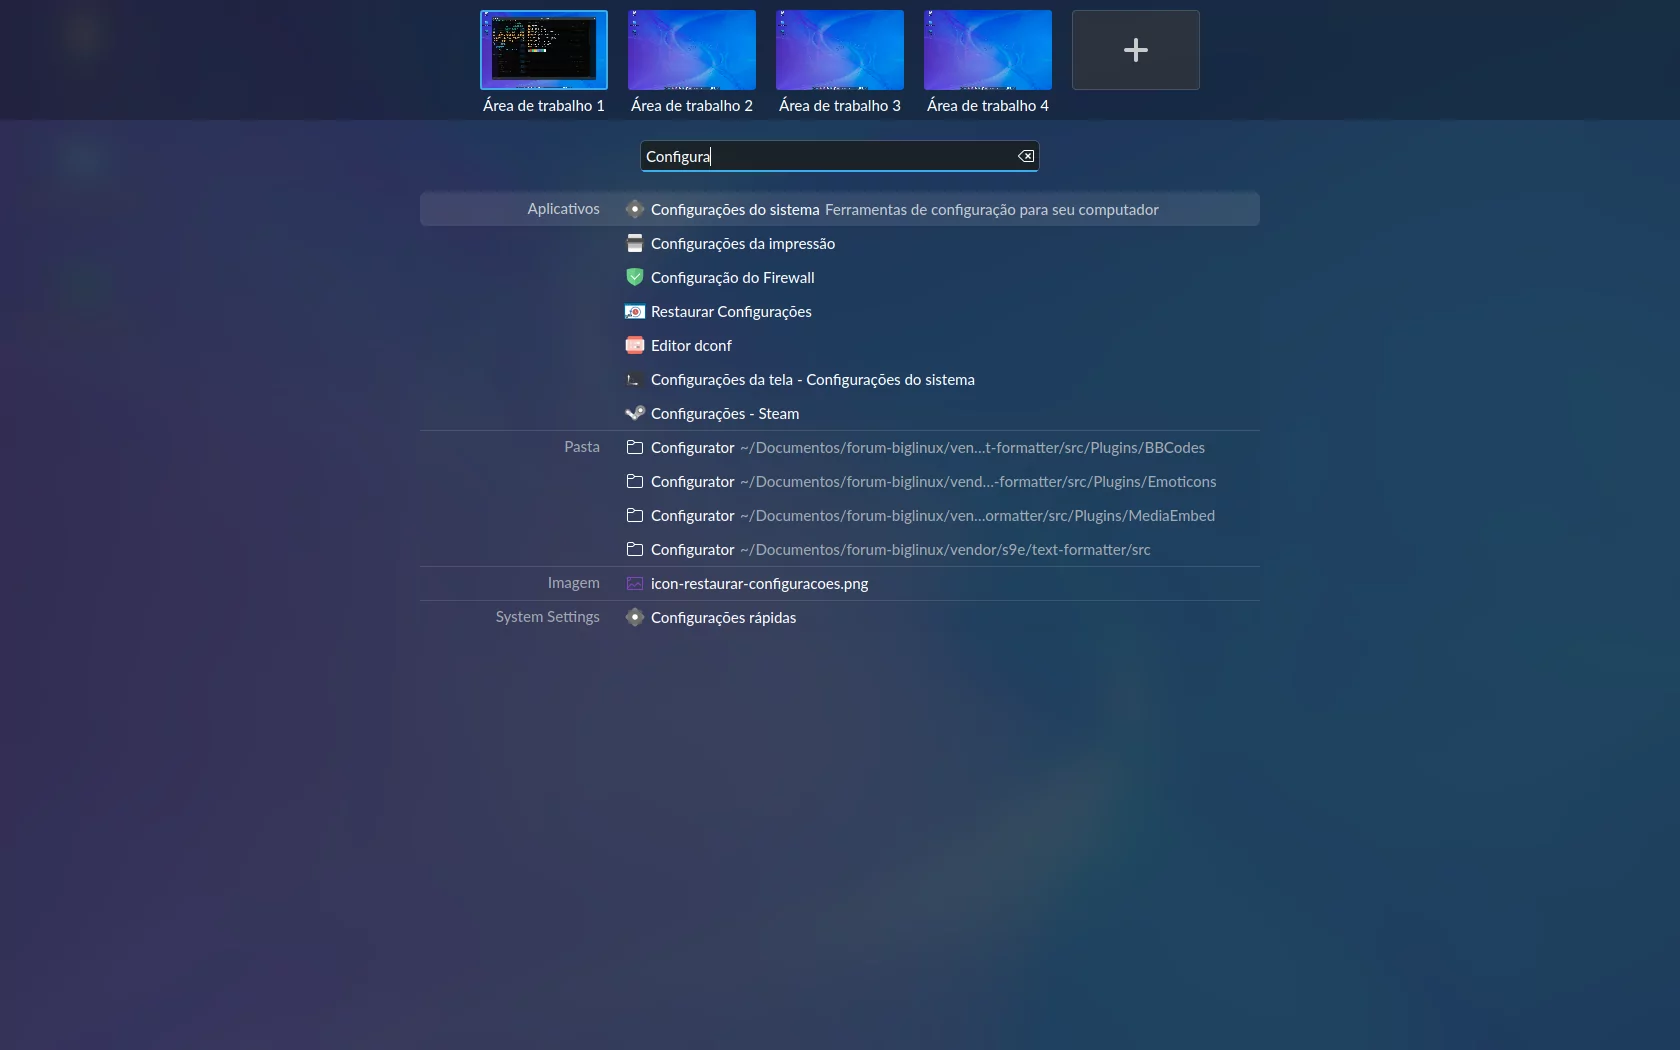 Área de trabalho 1 Área de trabalho 2 Área de trabalho 3 Área de trabalho 4
Configura
Aplicativos Configurações do sistema Ferramentas de configuração para seu computador
Configurações da impressão
Configuração do Firewall
Restaurar Configurações
Editor dconf
Configurações da tela - Configurações do sistema
Configurações - Steam
Pasta Configurator ~/Documentos/forum-biglinux/ven...t-formatter/src/Plugins/BBCodes
Configurator ~/Documentos/forum-biglinux/vend...-formatter/src/Plugins/Emoticons
Configurator ~/Documentos/forum-biglinux/ven...ormatter/src/Plugins/MediaEmbed
Configurator ~/Documentos/forum-biglinux/vendor/s9e/text-formatter/src
Imagem icon-restaurar-configuracoes.png
System Settings Configurações rápidas